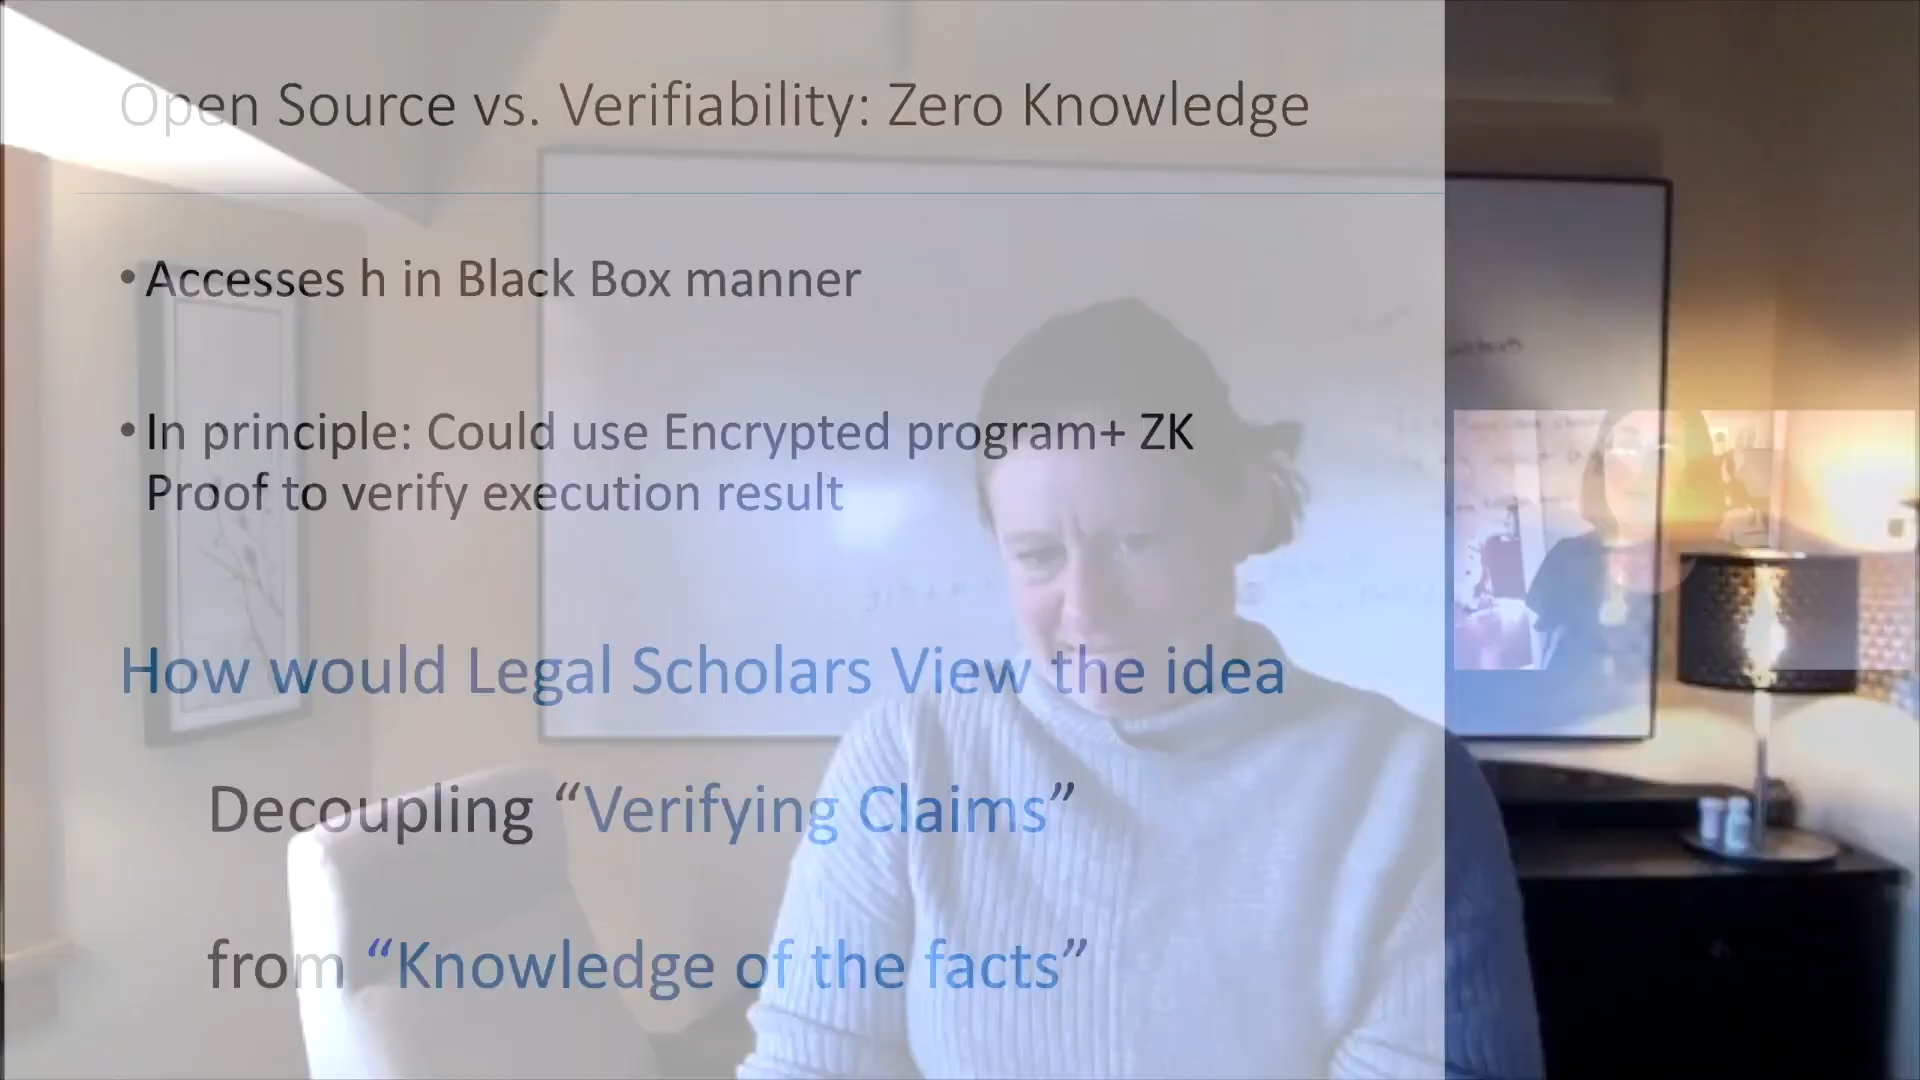 Open Source vs. Verifiability: Zero Knowledge
• Accesses h in Black Box manner
• In principle: Could use Encrypted program+ ZK
Proof to verify execution result
How would Legal Scholars View the idea
Decoupling “Verifying Claims”
from “Knowledge of the facts”